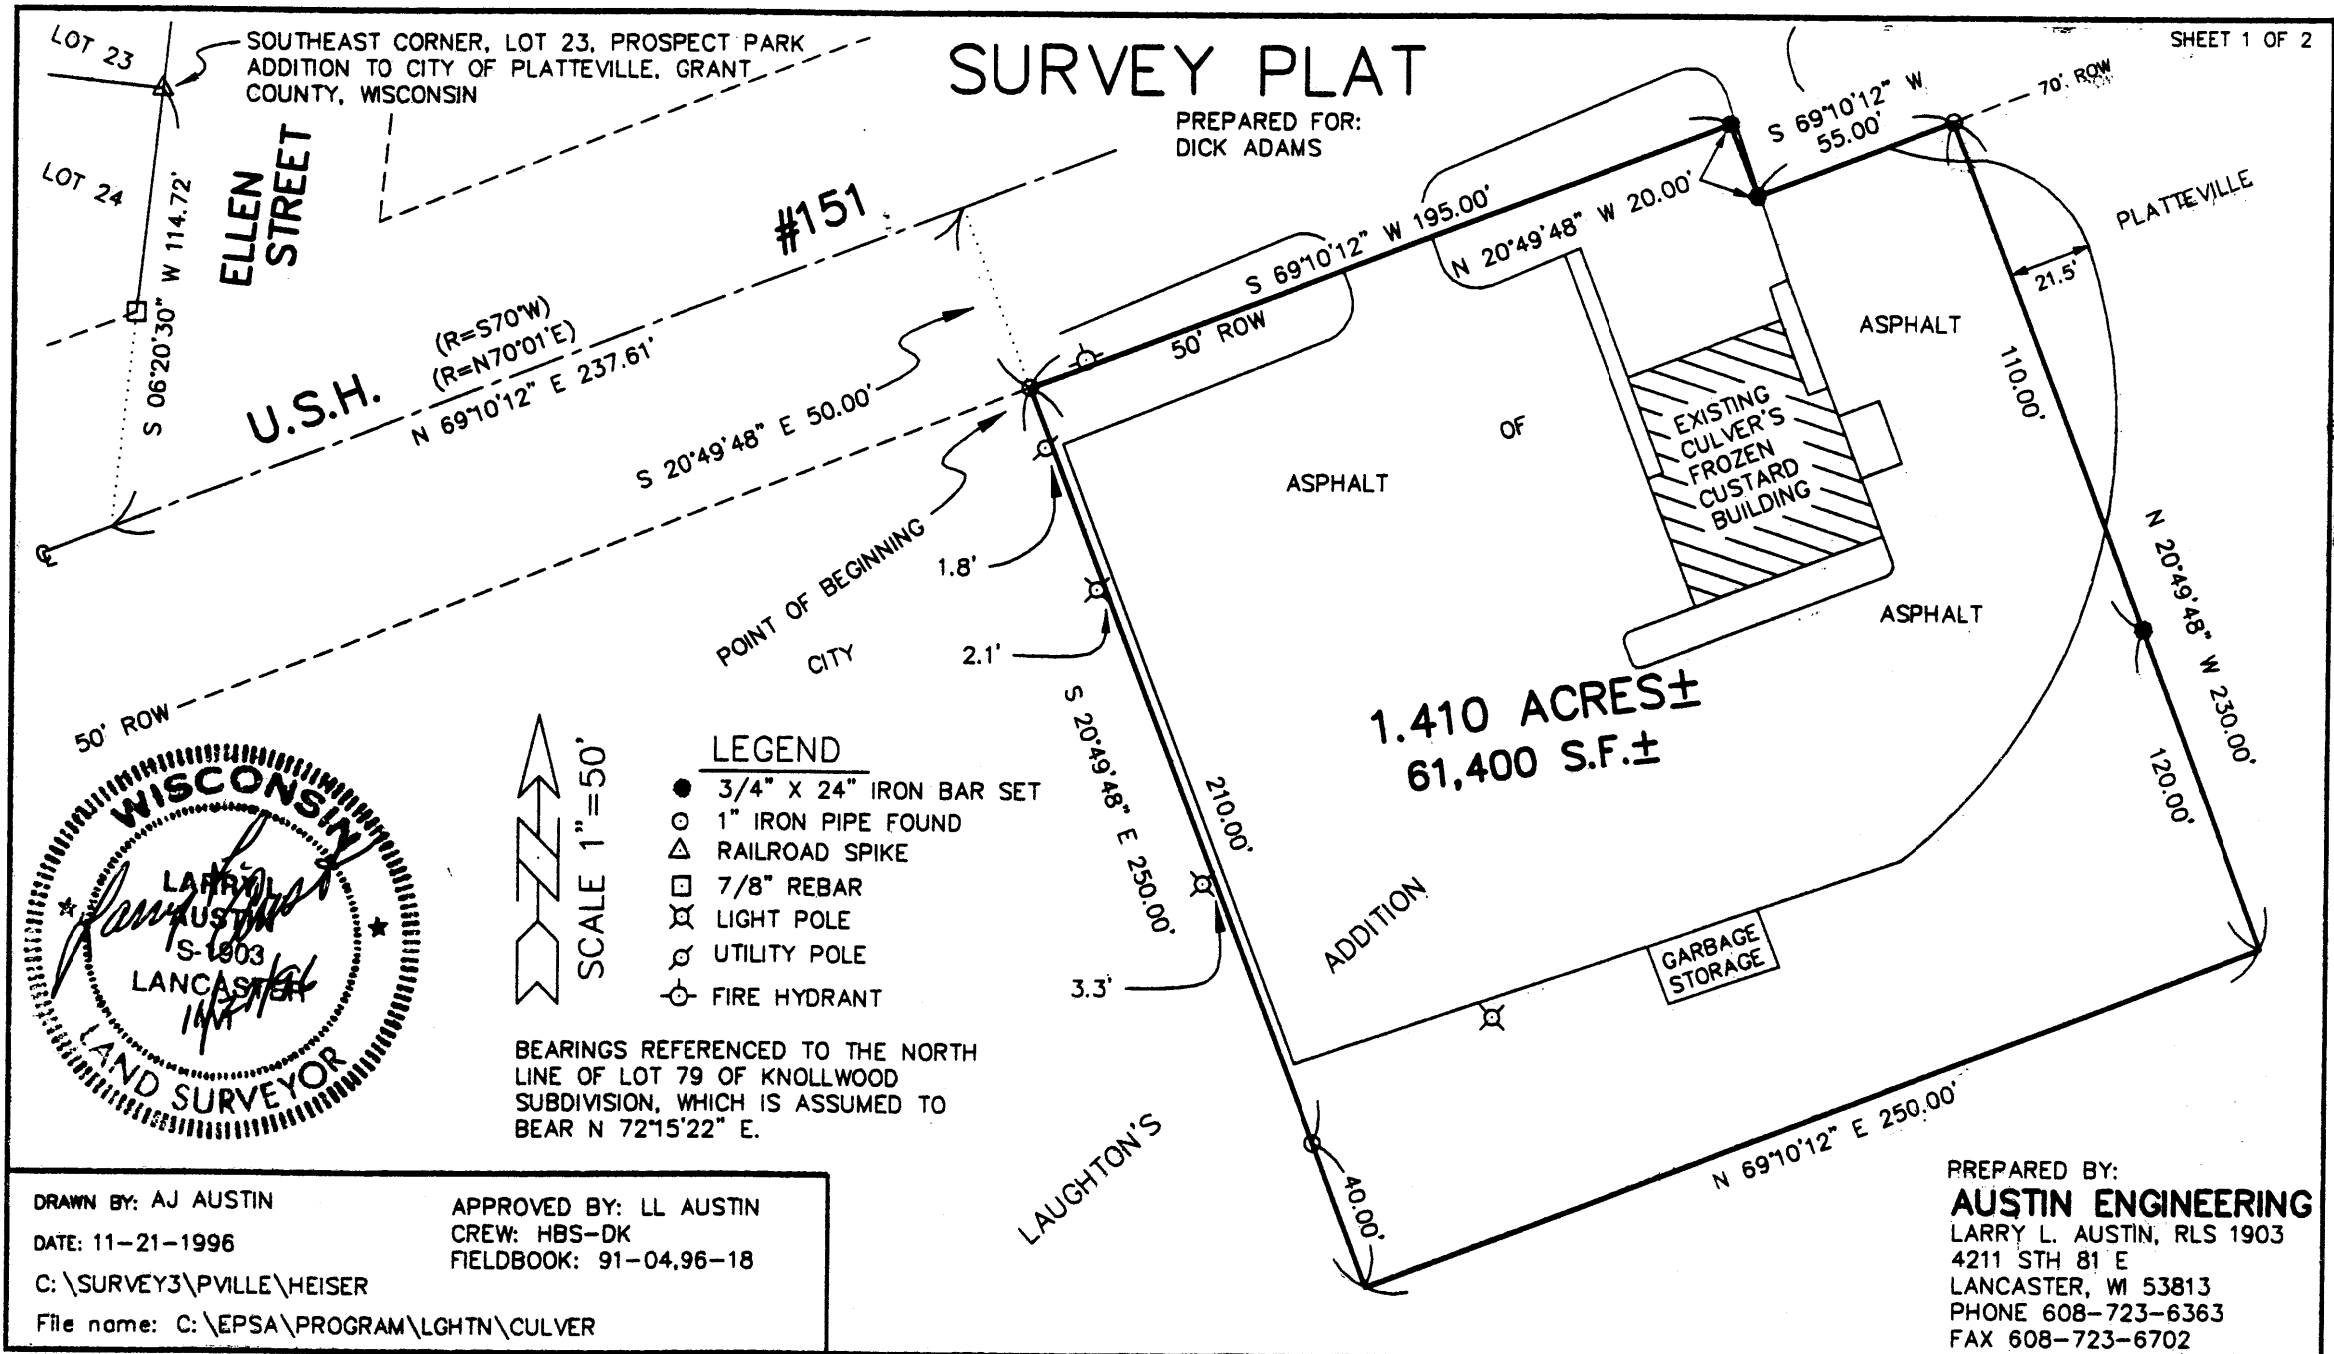 SHEET 1 OF 2
SURVEY PLAT
PREPARED FOR:
DICK ADAMS
LOT 23
SOUTHEAST CORNER, LOT 23, PROSPECT PARK
ADDITION TO CITY OF PLATTEVILLE, GRANT
COUNTY, WISCONSIN
LOT 24
S 06°20'30" W 114.72'
ELLEN
STREET
U.S.H.
#151
(R=S70°W)
(R=N70°01'E)
N 69°10'12" E 237.61'
S 20°49'48" E 50.00'
50' ROW
POINT OF BEGINNING
CITY
S 69°10'12" W 195.00'
50' ROW
N 20°49'48" W 20.00'
S 69°10'12" W
55.00'
70' ROW
PLATTEVILLE
21.5'
ASPHALT
110.00'
OF
ASPHALT
EXISTING
CULVER'S
FROZEN
CUSTARD
BUILDING
ASPHALT
N 20°49'48" W 230.00'
120.00'
1.8'
2.1'
3.3'
S 20°49'48" E 250.00'
210.00'
1.410 ACRES±
61,400 S.F.±
ADDITION
GARBAGE
STORAGE
LAUGHTON'S
40.00'
N 69°10'12" E 250.00'
SCALE 1"=50'
LEGEND
3/4" X 24" IRON BAR SET
1" IRON PIPE FOUND
RAILROAD SPIKE
7/8" REBAR
LIGHT POLE
UTILITY POLE
FIRE HYDRANT
BEARINGS REFERENCED TO THE NORTH
LINE OF LOT 79 OF KNOLLWOOD
SUBDIVISION, WHICH IS ASSUMED TO
BEAR N 72°15'22" E.
WISCONSIN
LARRY L
AUSTIN
S-1903
LANCASTER
LAND SURVEYOR
DRAWN BY: AJ AUSTIN
DATE: 11-21-1996
C:\SURVEY3\PVILLE\HEISER
File name: C:\EPSA\PROGRAM\LGHTN\CULVER
APPROVED BY: LL AUSTIN
CREW: HBS-DK
FIELDBOOK: 91-04,96-18
PREPARED BY:
AUSTIN ENGINEERING
LARRY L. AUSTIN, RLS 1903
4211 STH 81 E
LANCASTER, WI 53813
PHONE 608-723-6363
FAX 608-723-6702